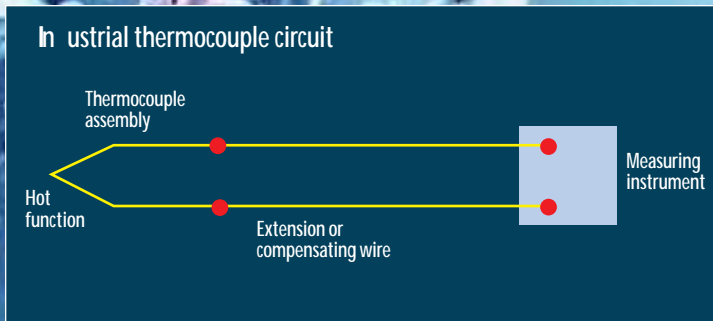 In ustrial thermocouple circuit
Thermocouple
assembly
Hot
function
Extension or
compensating wire
Measuring
instrument